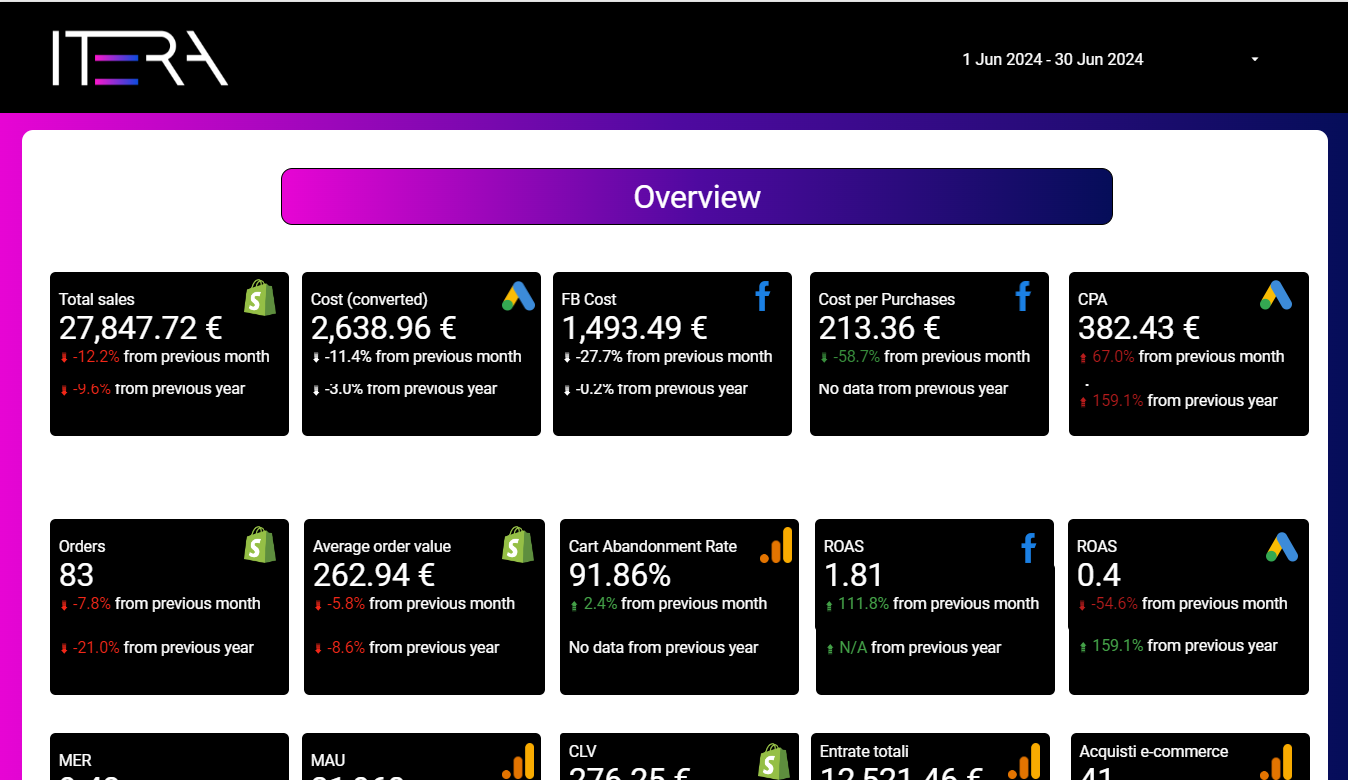 ITERA
1 Jun 2024 - 30 Jun 2024
Overview
Total sales
27,847.72 €
-12.2% from previous month
-9.6% from previous year
Cost (converted)
2,638.96 €
-11.4% from previous month
-3.0% from previous year
FB Cost
1,493.49 €
-27.7% from previous month
-0.2% from previous year
Cost per Purchases
213.36 €
-58.7% from previous month
No data from previous year
CPA
382.43 €
67.0% from previous month
159.1% from previous year
Orders
83
-7.8% from previous month
-21.0% from previous year
Average order value
262.94 €
-5.8% from previous month
-8.6% from previous year
Cart Abandonment Rate
91.86%
2.4% from previous month
No data from previous year
ROAS
1.81
111.8% from previous month
N/A from previous year
ROAS
0.4
-54.6% from previous month
159.1% from previous year
MER
MAU
CLV
276.25 €
Entrate totali
12,521.46 €
Acquisti e-commerce
41